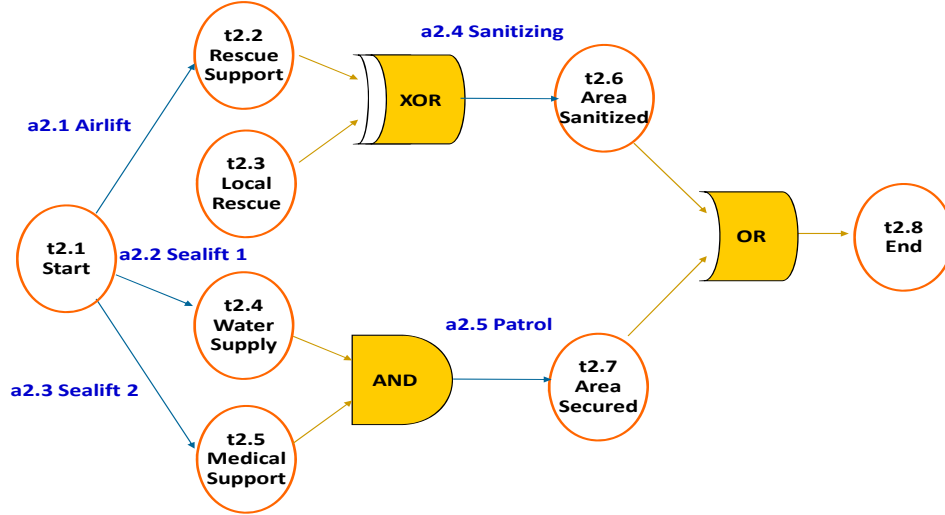 t2.2
Rescue
Support
a2.4 Sanitizing
XOR
t2.6
Area
Sanitized
a2.1 Airlift
t2.3
Local
Rescue
t2.1
Start
a2.2 Sealift 1
OR
t2.8
End
t2.4
Water
Supply
a2.5 Patrol
AND
t2.7
Area
Secured
a2.3 Sealift 2
t2.5
Medical
Support